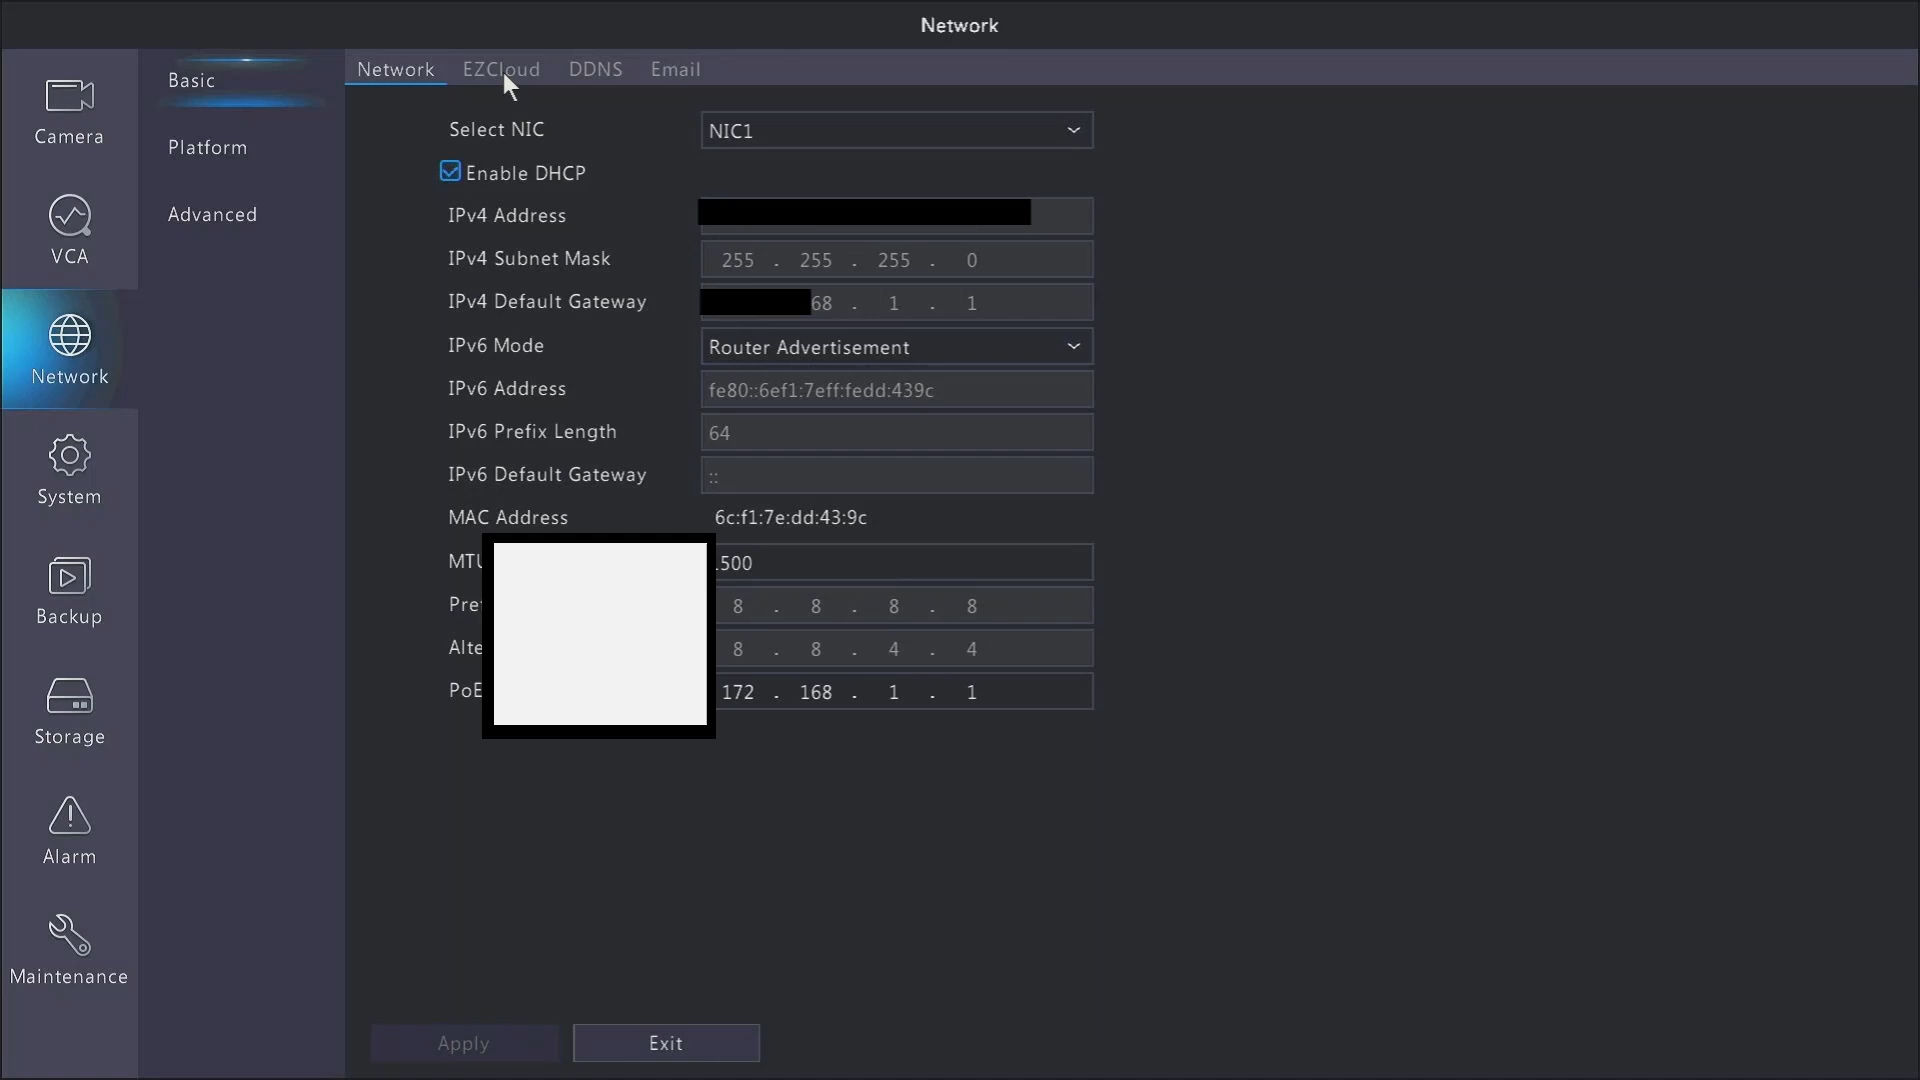 Network
Camera
VCA
Network
System
Backup
Storage
Alarm
Maintenance
Basic
Platform
Advanced
Network EZCloud DDNS Email
Select NIC NIC1
Enable DHCP
IPv4 Address
IPv4 Subnet Mask 255 . 255 . 255 . 0
IPv4 Default Gateway 68 . 1 . 1
IPv6 Mode Router Advertisement
IPv6 Address fe80::6ef1:7eff:fedd:439c
IPv6 Prefix Length 64
IPv6 Default Gateway ::
MAC Address 6c:f1:7e:dd:43:9c
MTU 500
8 . 8 . 8 . 8
Alte 8 . 8 . 4 . 4
PoE 172 . 168 . 1 . 1
Apply Exit